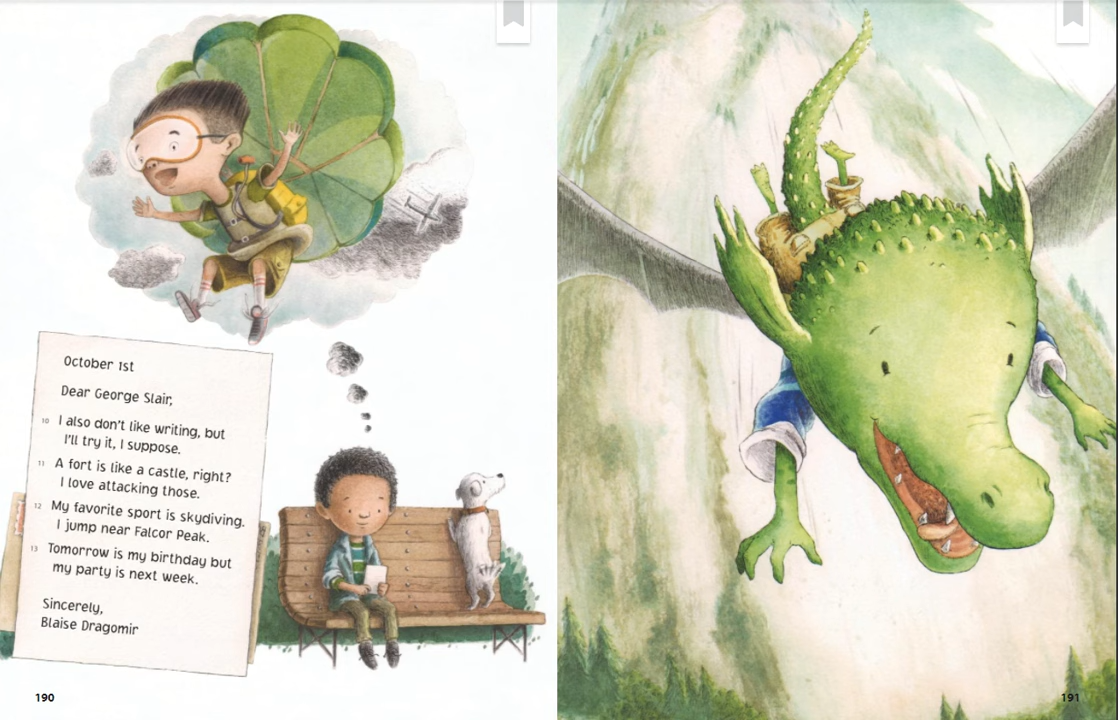 October 1st
Dear George Slair,
10 I also don't like writing, but
I'll try it, I suppose.
11 A fort is like a castle, right?
I love attacking those.
12 My favorite sport is skydiving.
I jump near Falcor Peak.
13 Tomorrow is my birthday but
my party is next week.
Sincerely,
Blaise Dragomir
190
191